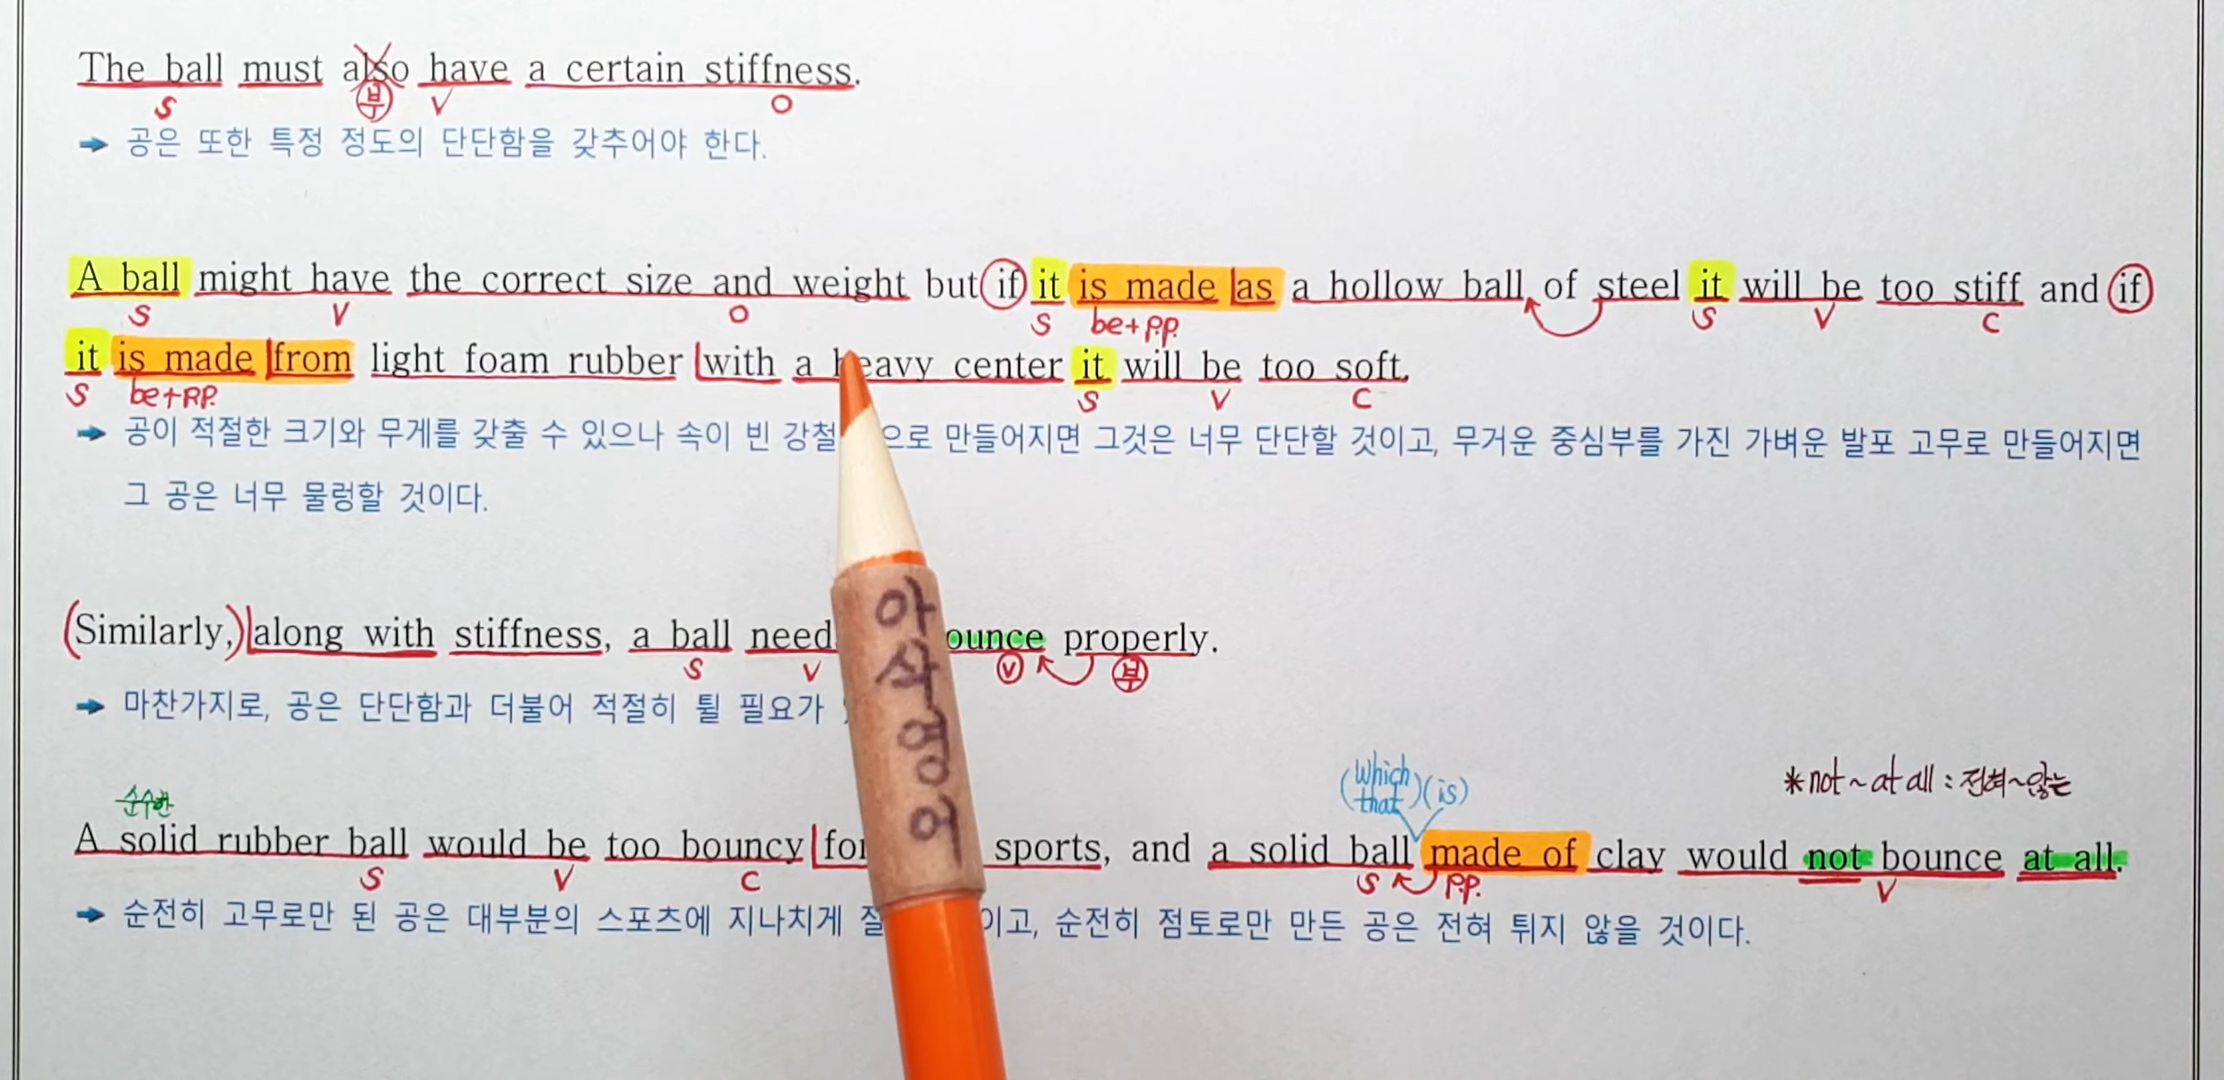 The ball must also have a certain stiffness.
부
S V O
➡ 공은 또한 특정 정도의 단단함을 갖추어야 한다.
A ball might have the correct size and weight but if it is made as a hollow ball of steel it will be too stiff and if
S V O S be+P.P. S V C
it is made from light foam rubber with a heavy center it will be too soft.
S be+P.P. S V C
➡ 공이 적절한 크기와 무게를 갖출 수 있으나 속이 빈 강철 으로 만들어지면 그것은 너무 단단할 것이고, 무거운 중심부를 가진 가벼운 발포 고무로 만들어지면
그 공은 너무 물렁할 것이다.
(Similarly,) along with stiffness, a ball need ounce properly.
S V V 부
➡ 마찬가지로, 공은 단단함과 더불어 적절히 튈 필요가
아삭영어
(which that)(is) *not~at all : 전혀~않는
순수한
A solid rubber ball would be too bouncy for sports, and a solid ball made of clay would not bounce at all.
S V C S P.P. V
➡ 순전히 고무로만 된 공은 대부분의 스포츠에 지나치게 잘 이고, 순전히 점토로만 만든 공은 전혀 튀지 않을 것이다.